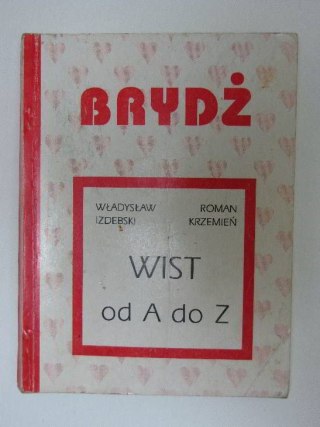 BRYDŻ
WŁADYSŁAW ROMAN
IZDEBSKI KRZEMIEŃ
WIST
od A do Z